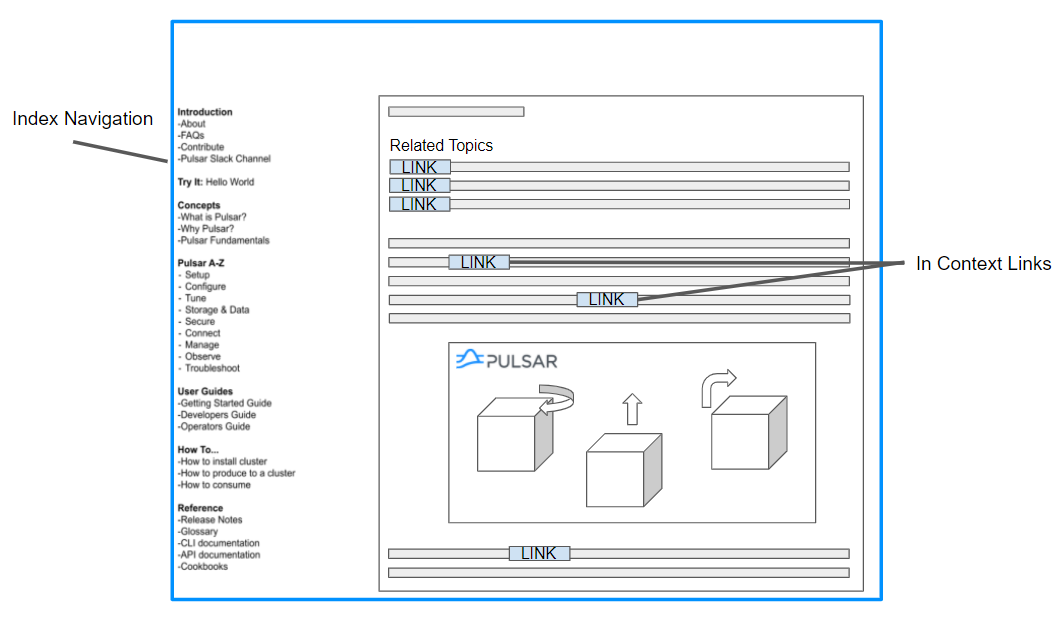 Index Navigation
Introduction
-About
-FAQs
-Contribute
-Pulsar Slack Channel
Try It: Hello World
Concepts
-What is Pulsar?
-Why Pulsar?
-Pulsar Fundamentals
Pulsar A-Z
- Setup
- Configure
- Tune
- Storage & Data
- Secure
- Connect
- Manage
- Observe
- Troubleshoot
User Guides
-Getting Started Guide
-Developers Guide
-Operators Guide
How To...
-How to install cluster
-How to produce to a cluster
-How to consume
Reference
-Release Notes
-Glossary
-CLI documentation
-API documentation
-Cookbooks
Related Topics
LINK
LINK
LINK
LINK
LINK
PULSAR
LINK
In Context Links